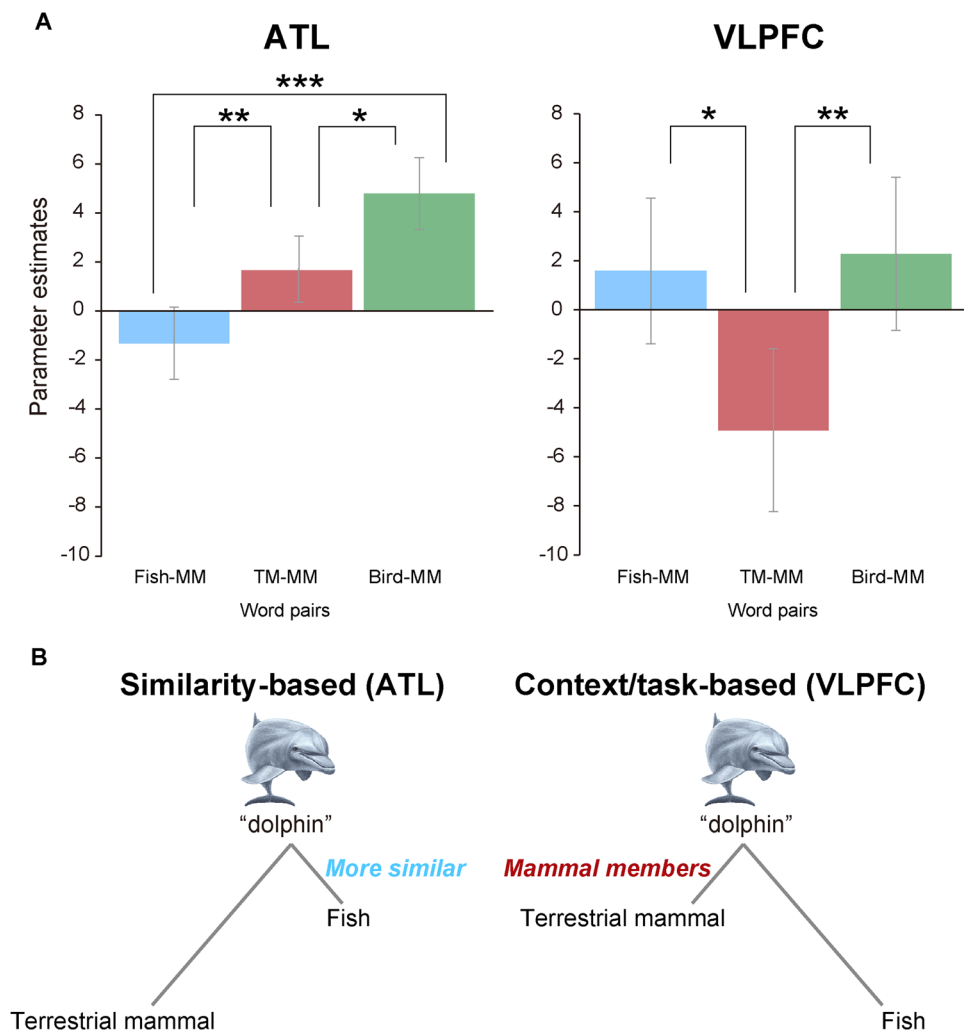 A
ATL
***
**
*
8
6
4
2
0
-2
-4
-6
-8
-10
Parameter estimates
Fish-MM
TM-MM
Bird-MM
Word pairs
VLPFC
*
**
8
6
4
2
0
-2
-4
-6
-8
-10
Fish-MM
TM-MM
Bird-MM
Word pairs
B
Similarity-based (ATL)
“dolphin”
More similar
Fish
Terrestrial mammal
Context/task-based (VLPFC)
“dolphin”
Mammal members
Terrestrial mammal
Fish